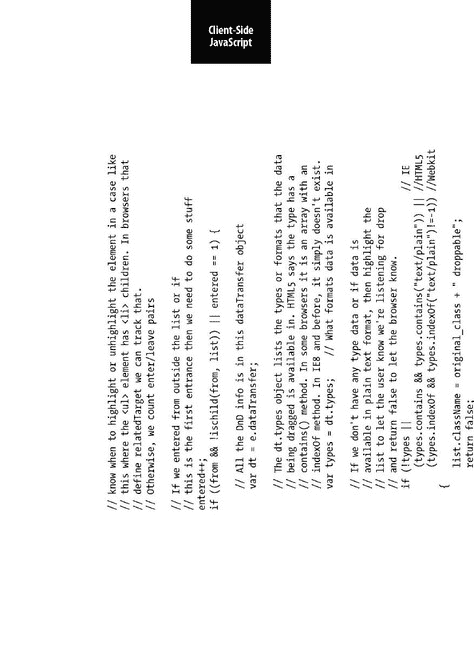 Client-Side
JavaScript
// know when to highlight or unhighlight the element in a case like
// this where the <ul> element has <li> children. In browsers that
// define relatedTarget we can track that.
// Otherwise, we count enter/leave pairs
// If we entered from outside the list or if
// this is the first entrance then we need to do some stuff
entered++;
if ((from && !ischild(from, list)) || entered == 1) {
// All the DnD info is in this dataTransfer object
var dt = e.dataTransfer;
// The dt.types object lists the types or formats that the data
// being dragged is available in. HTML5 says the type has a
// contains() method. In some browsers it is an array with an
// indexOf method. In IE8 and before, it simply doesn't exist.
var types = dt.types; // What formats data is available in
// If we don't have any type data or if data is
// available in plain text format, then highlight the
// list to let the user know we're listening for drop
// and return false to let the browser know.
if (!types || // IE
(types.contains && types.contains("text/plain")) || //HTML5
(types.indexOf && types.indexOf("text/plain")!=-1)) //Webkit
{
list.className = original_class + " droppable";
return false;